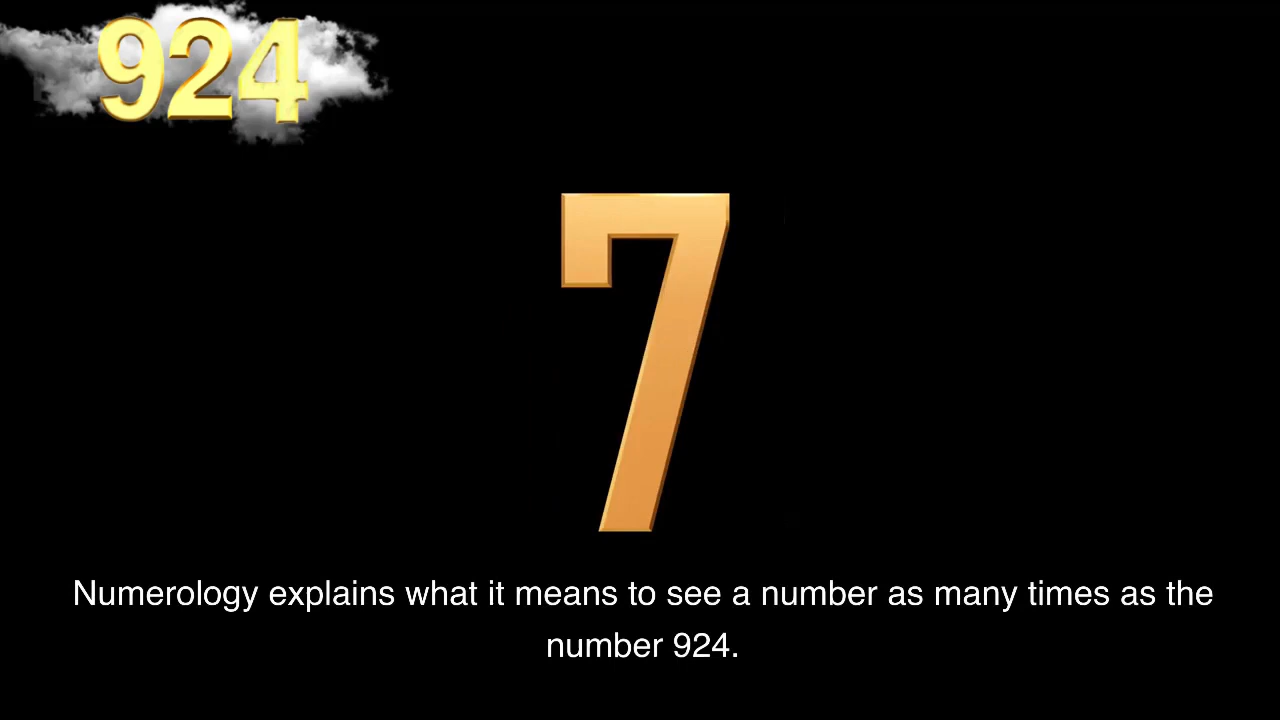 924
7
Numerology explains what it means to see a number as many times as the
number 924.